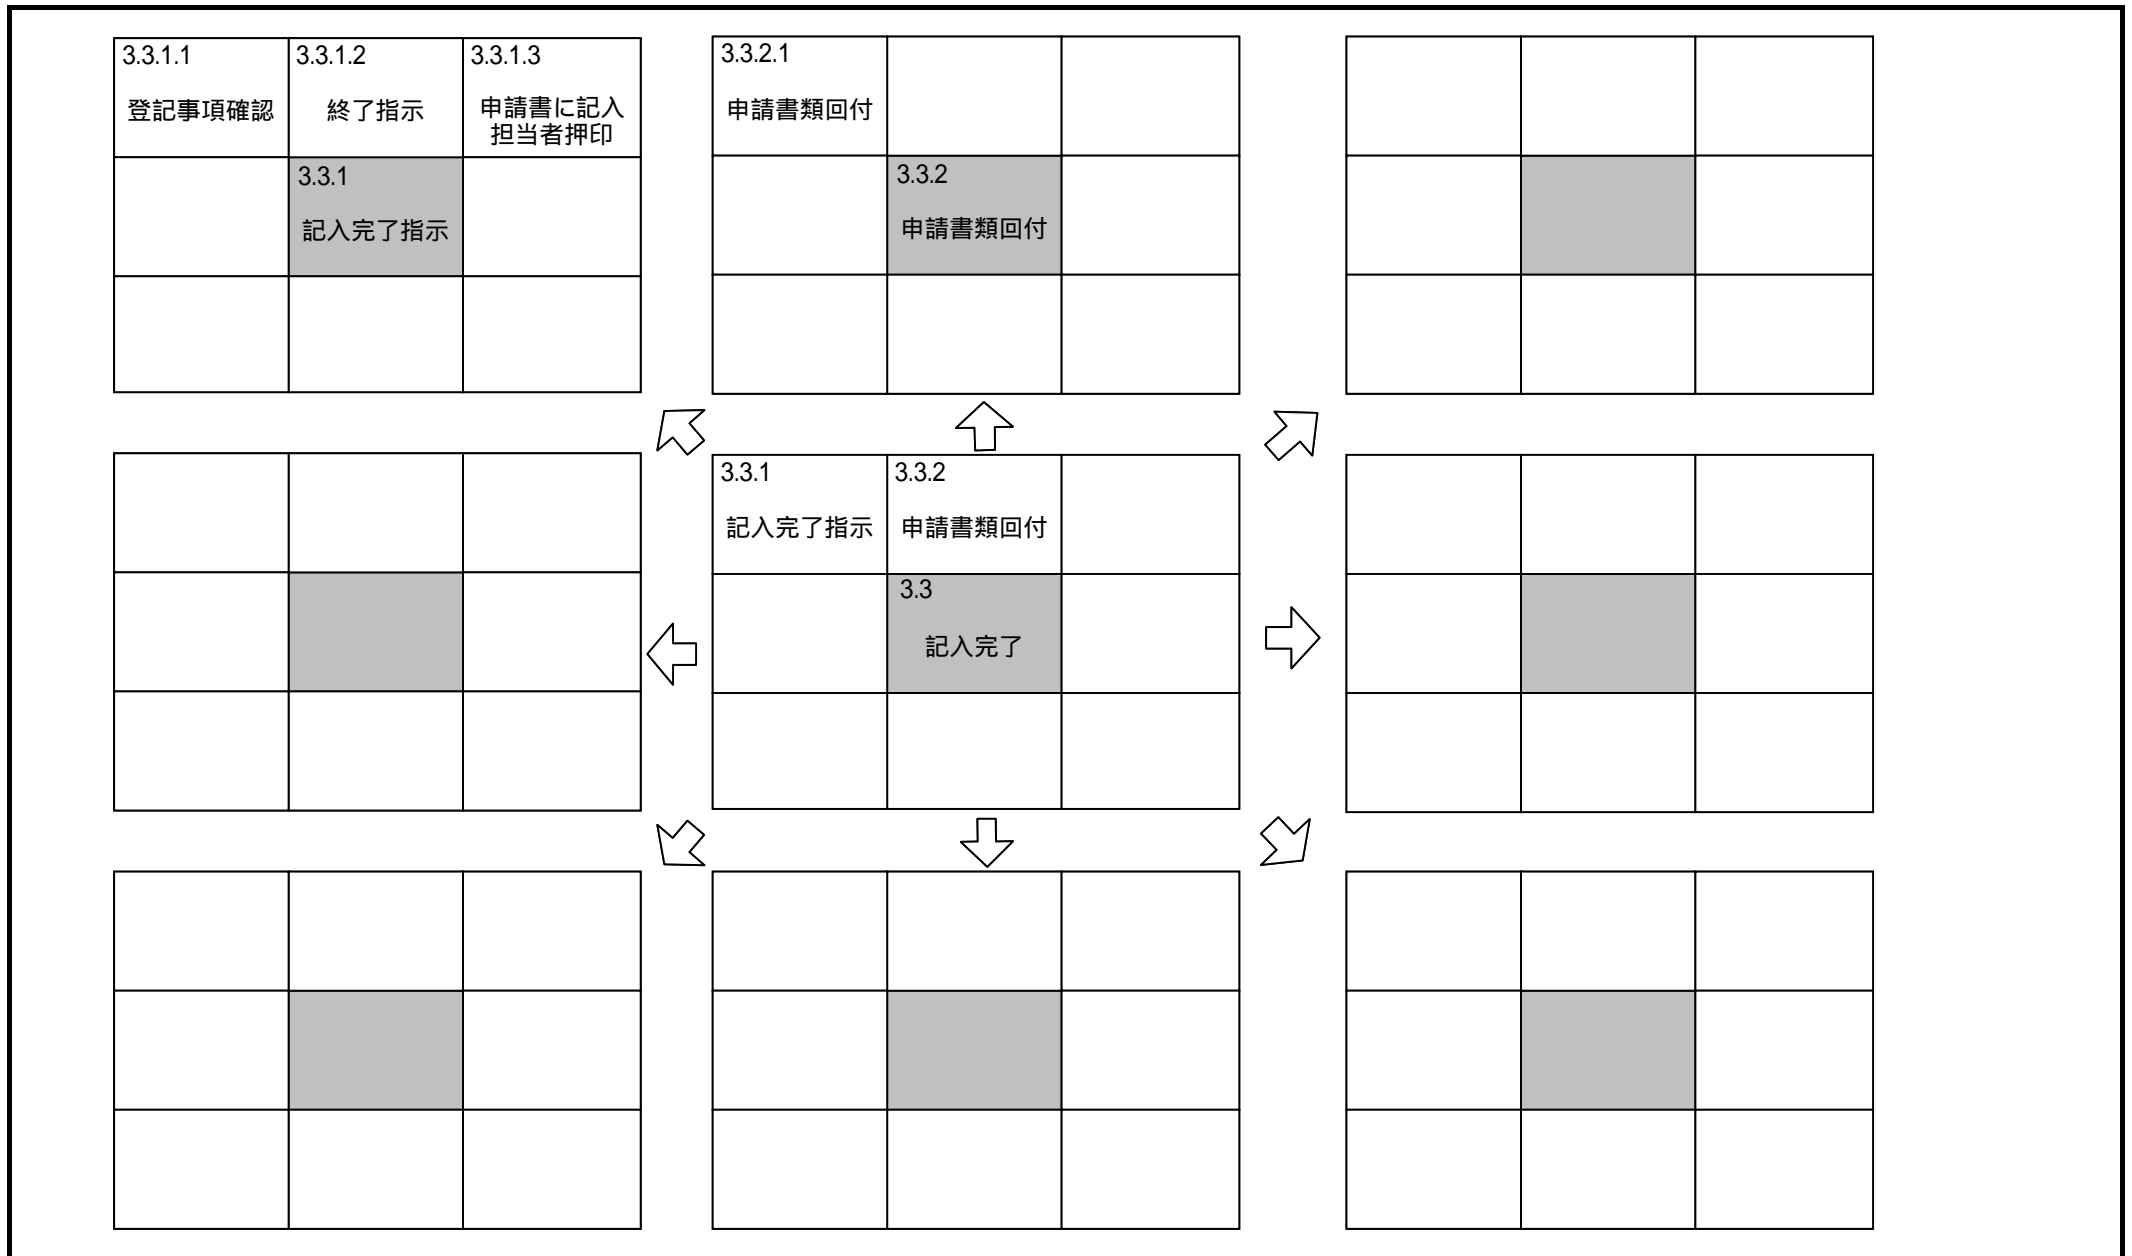 3.3.1.1
登記事項確認
3.3.1.2
終了指示
3.3.1.3
申請書に記入
担当者押印
3.3.1
記入完了指示
3.3.2.1
申請書類回付
3.3.2
申請書類回付
3.3.1
記入完了指示
3.3.2
申請書類回付
3.3
記入完了